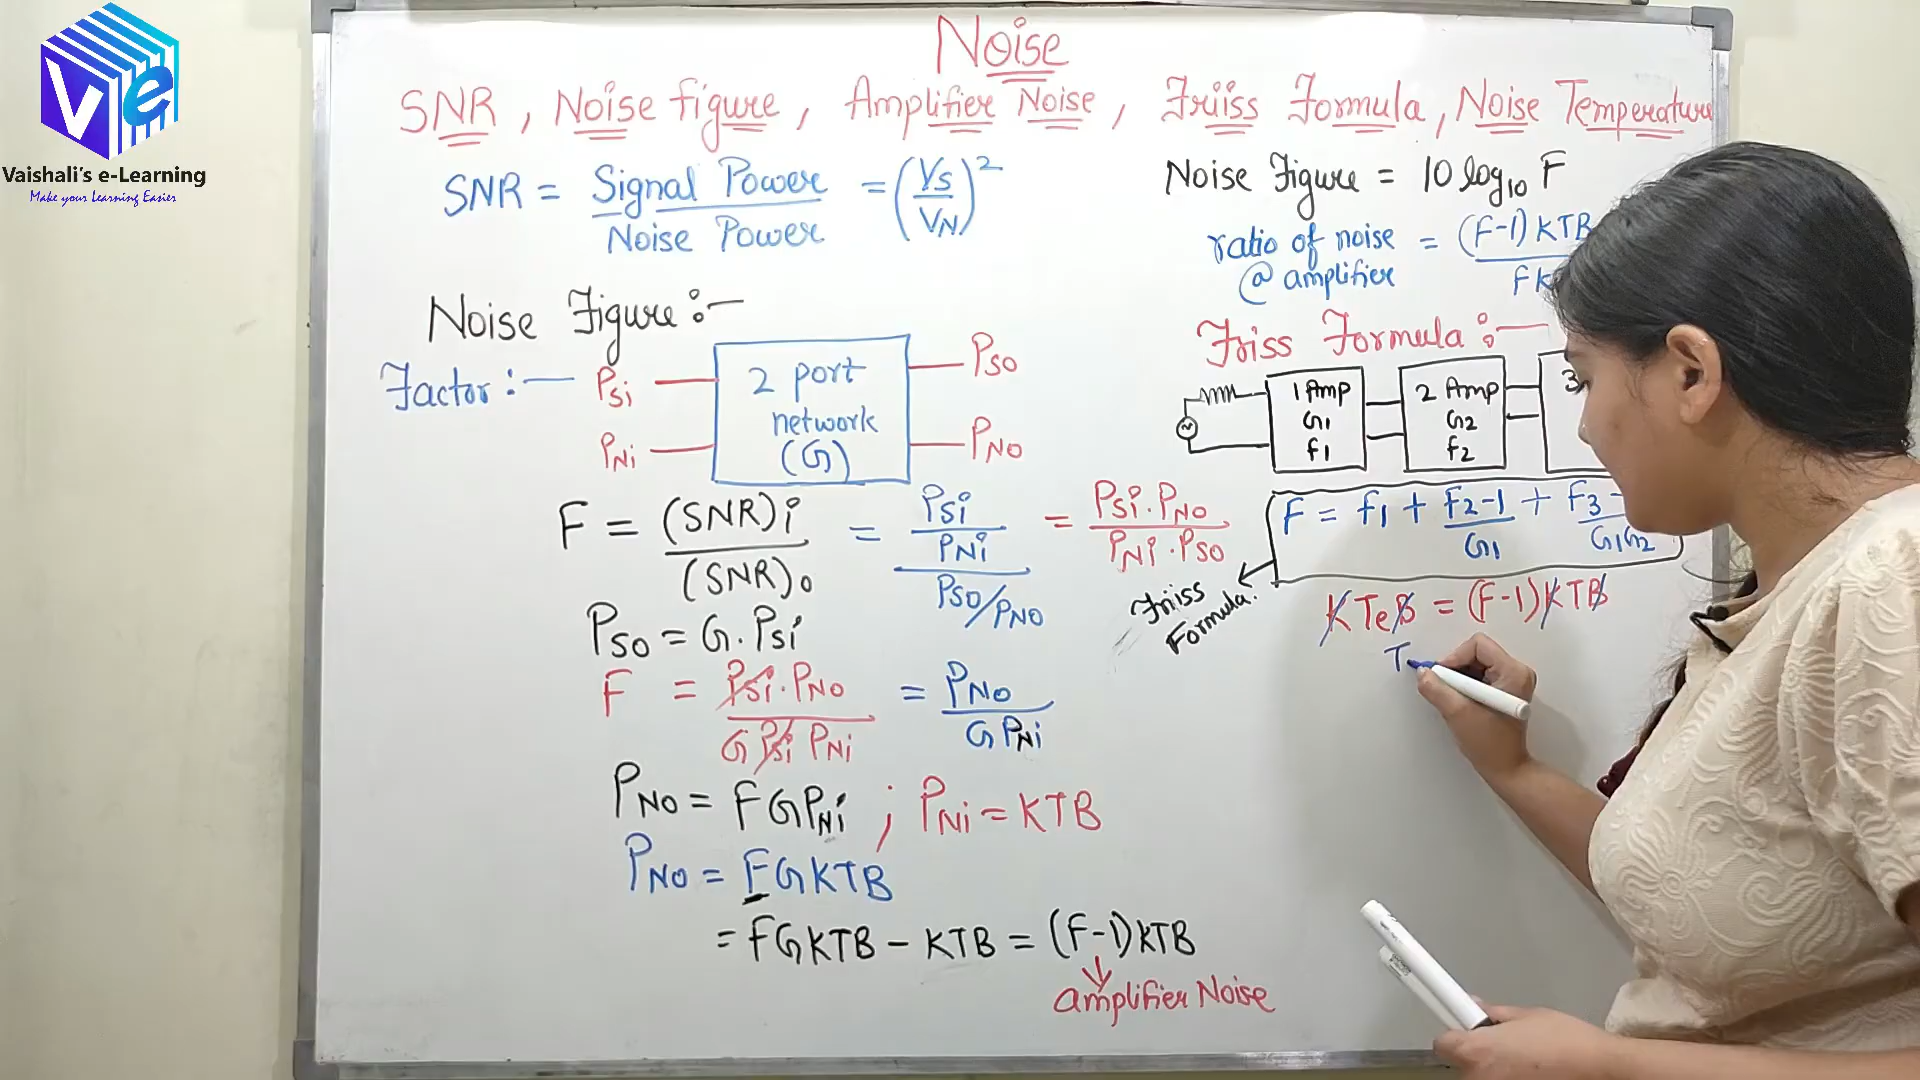 Ve
Vaishali's e-Learning
Make your Learning Easier
Noise
SNR, Noise figure, Amplifier Noise, Friiss Formula, Noise Temperature
SNR = Signal Power / Noise Power = (VS/VN)²
Noise Figure :-
Factor :-
PSi
PNi
2 port
network
(G)
PSO
PNO
F = (SNR)i / (SNR)o = PSi/PNi / PSO/PNO = PSi.PNO / PNi.PSO
PSO = G.PSi
F = PSi.PNO / G PSi PNi = PNO / G PNi
PNO = FGPNi ; PNi = KTB
PNO = FGKTB
= FGKTB - KTB = (F-1)KTB
amplifier Noise
Noise Figure = 10 log10 F
ratio of noise = (F-1)KTB
@ amplifier
Friss Formula :-
1 Amp
G1
f1
2 Amp
G2
f2
3
F = f1 + F2-1 / G1 + F3 - / G1G2
Friiss
Formula.
KTeB = (F-1)KTB
T